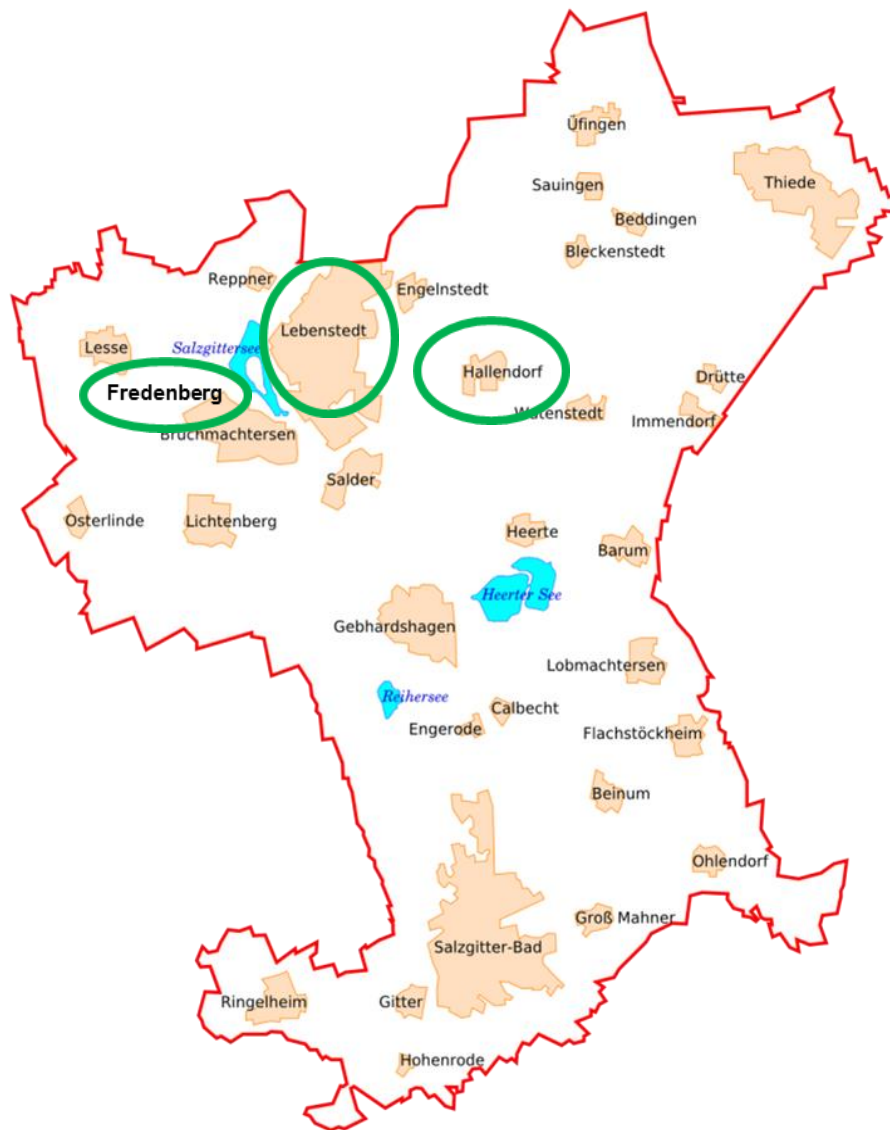 Üfingen
Sauingen
Thiede
Beddingen
Bleckenstedt
Reppner
Engelnstedt
Lebenstedt
Lesse
Salzgittersee
Hallendorf
Fredenberg
Drütte
Watenstedt
Immendorf
Bruchmachtersen
Salder
Osterlinde
Lichtenberg
Heerte
Barum
Heerter See
Gebhardshagen
Lobmachtersen
Reihersee
Calbecht
Engerode
Flachstöckheim
Beinum
Ohlendorf
Groß Mahner
Salzgitter-Bad
Ringelheim
Gitter
Hohenrode